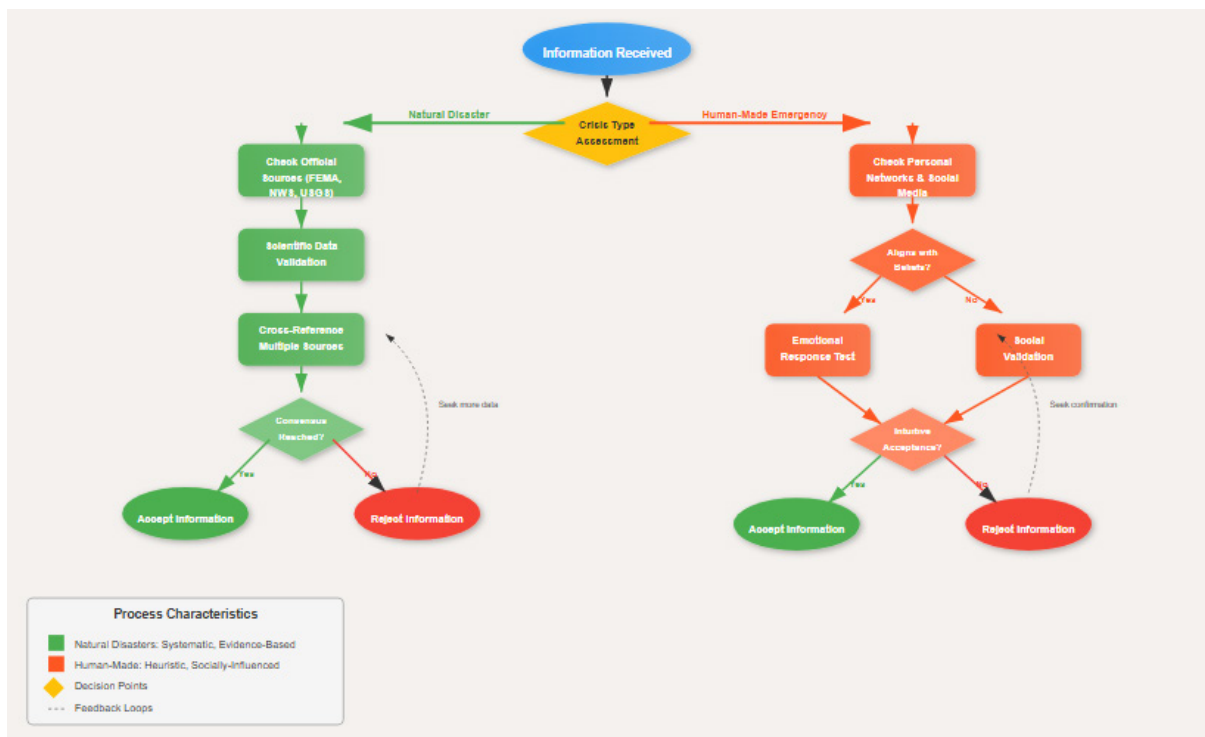 Information Received
Natural Disaster
Human-Made Emergency
Crisis Type
Assessment
Check Official
Sources (FEMA,
NWS, USGS)
Check Personal
Networks & Social
Media
Scientific Data
Validation
Aligns with
Beliefs?
Yes
No
Cross-Reference
Multiple Sources
Emotional
Response Test
Social
Validation
Seek more data
Seek confirmation
Consensus
Reached?
Intuitive
Acceptance?
Yes
No
Yes
No
Accept Information
Reject Information
Accept Information
Reject Information
Process Characteristics
Natural Disasters: Systematic, Evidence-Based
Human-Made: Heuristic, Socially-Influenced
Decision Points
Feedback Loops